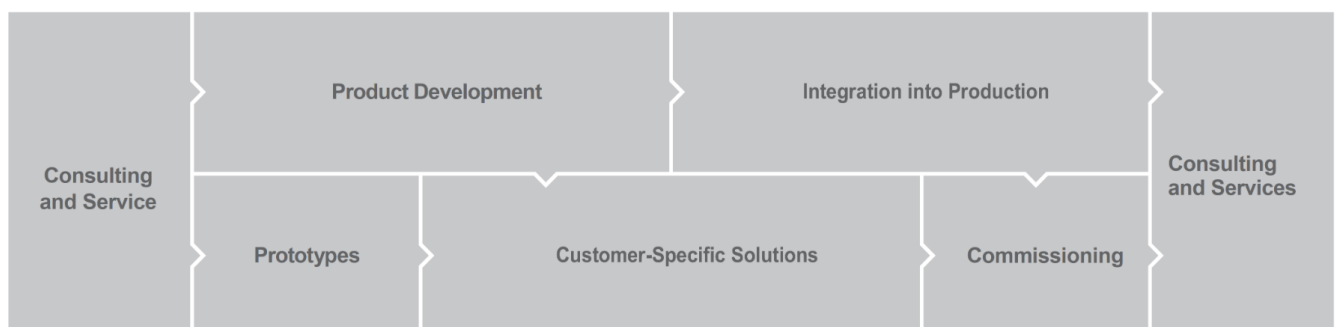 Consulting
and Service
Product Development
Integration into Production
Prototypes
Customer-Specific Solutions
Commissioning
Consulting
and Services